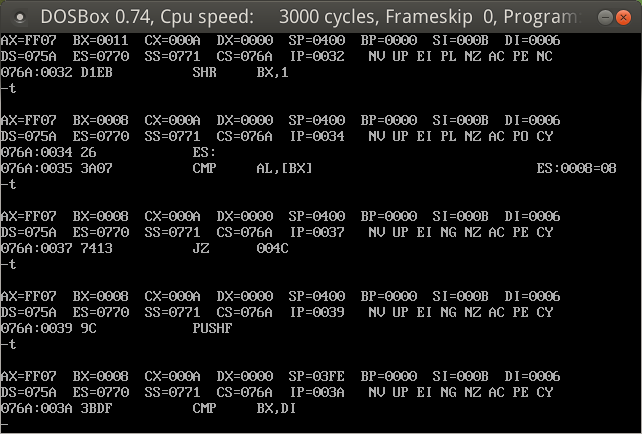 DOSBox 0.74, Cpu speed: 3000 cycles, Frameskip 0, Program
AX=FF07 BX=0011 CX=000A DX=0000 SP=0400 BP=0000 SI=000B DI=0006
DS=075A ES=0770 SS=0771 CS=076A IP=0032 NV UP EI PL NZ AC PE NC
076A:0032 D1EB SHR BX,1
-t
AX=FF07 BX=0008 CX=000A DX=0000 SP=0400 BP=0000 SI=000B DI=0006
DS=075A ES=0770 SS=0771 CS=076A IP=0034 NV UP EI PL NZ AC PO CY
076A:0034 26 ES:
076A:0035 3A07 CMP AL,[BX] ES:0008=08
-t
AX=FF07 BX=0008 CX=000A DX=0000 SP=0400 BP=0000 SI=000B DI=0006
DS=075A ES=0770 SS=0771 CS=076A IP=0037 NV UP EI NG NZ AC PE CY
076A:0037 7413 JZ 004C
-t
AX=FF07 BX=0008 CX=000A DX=0000 SP=0400 BP=0000 SI=000B DI=0006
DS=075A ES=0770 SS=0771 CS=076A IP=0039 NV UP EI NG NZ AC PE CY
076A:0039 9C PUSHF
-t
AX=FF07 BX=0008 CX=000A DX=0000 SP=03FE BP=0000 SI=000B DI=0006
DS=075A ES=0770 SS=0771 CS=076A IP=003A NV UP EI NG NZ AC PE CY
076A:003A 3BDF CMP BX,DI
-